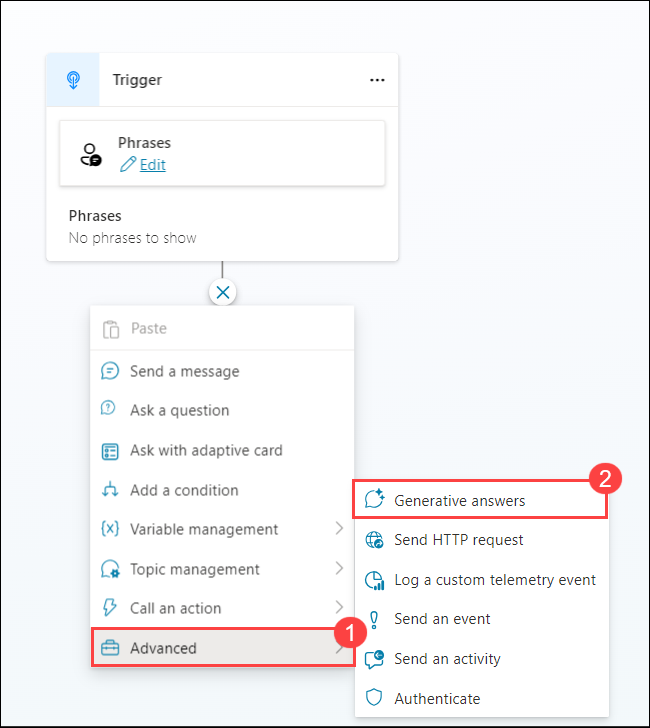 Trigger
Phrases
Edit
Phrases
No phrases to show
Paste
Send a message
Ask a question
Ask with adaptive card
Add a condition
Variable management
Topic management
Call an action
1
Advanced
2
Generative answers
Send HTTP request
Log a custom telemetry event
Send an event
Send an activity
Authenticate